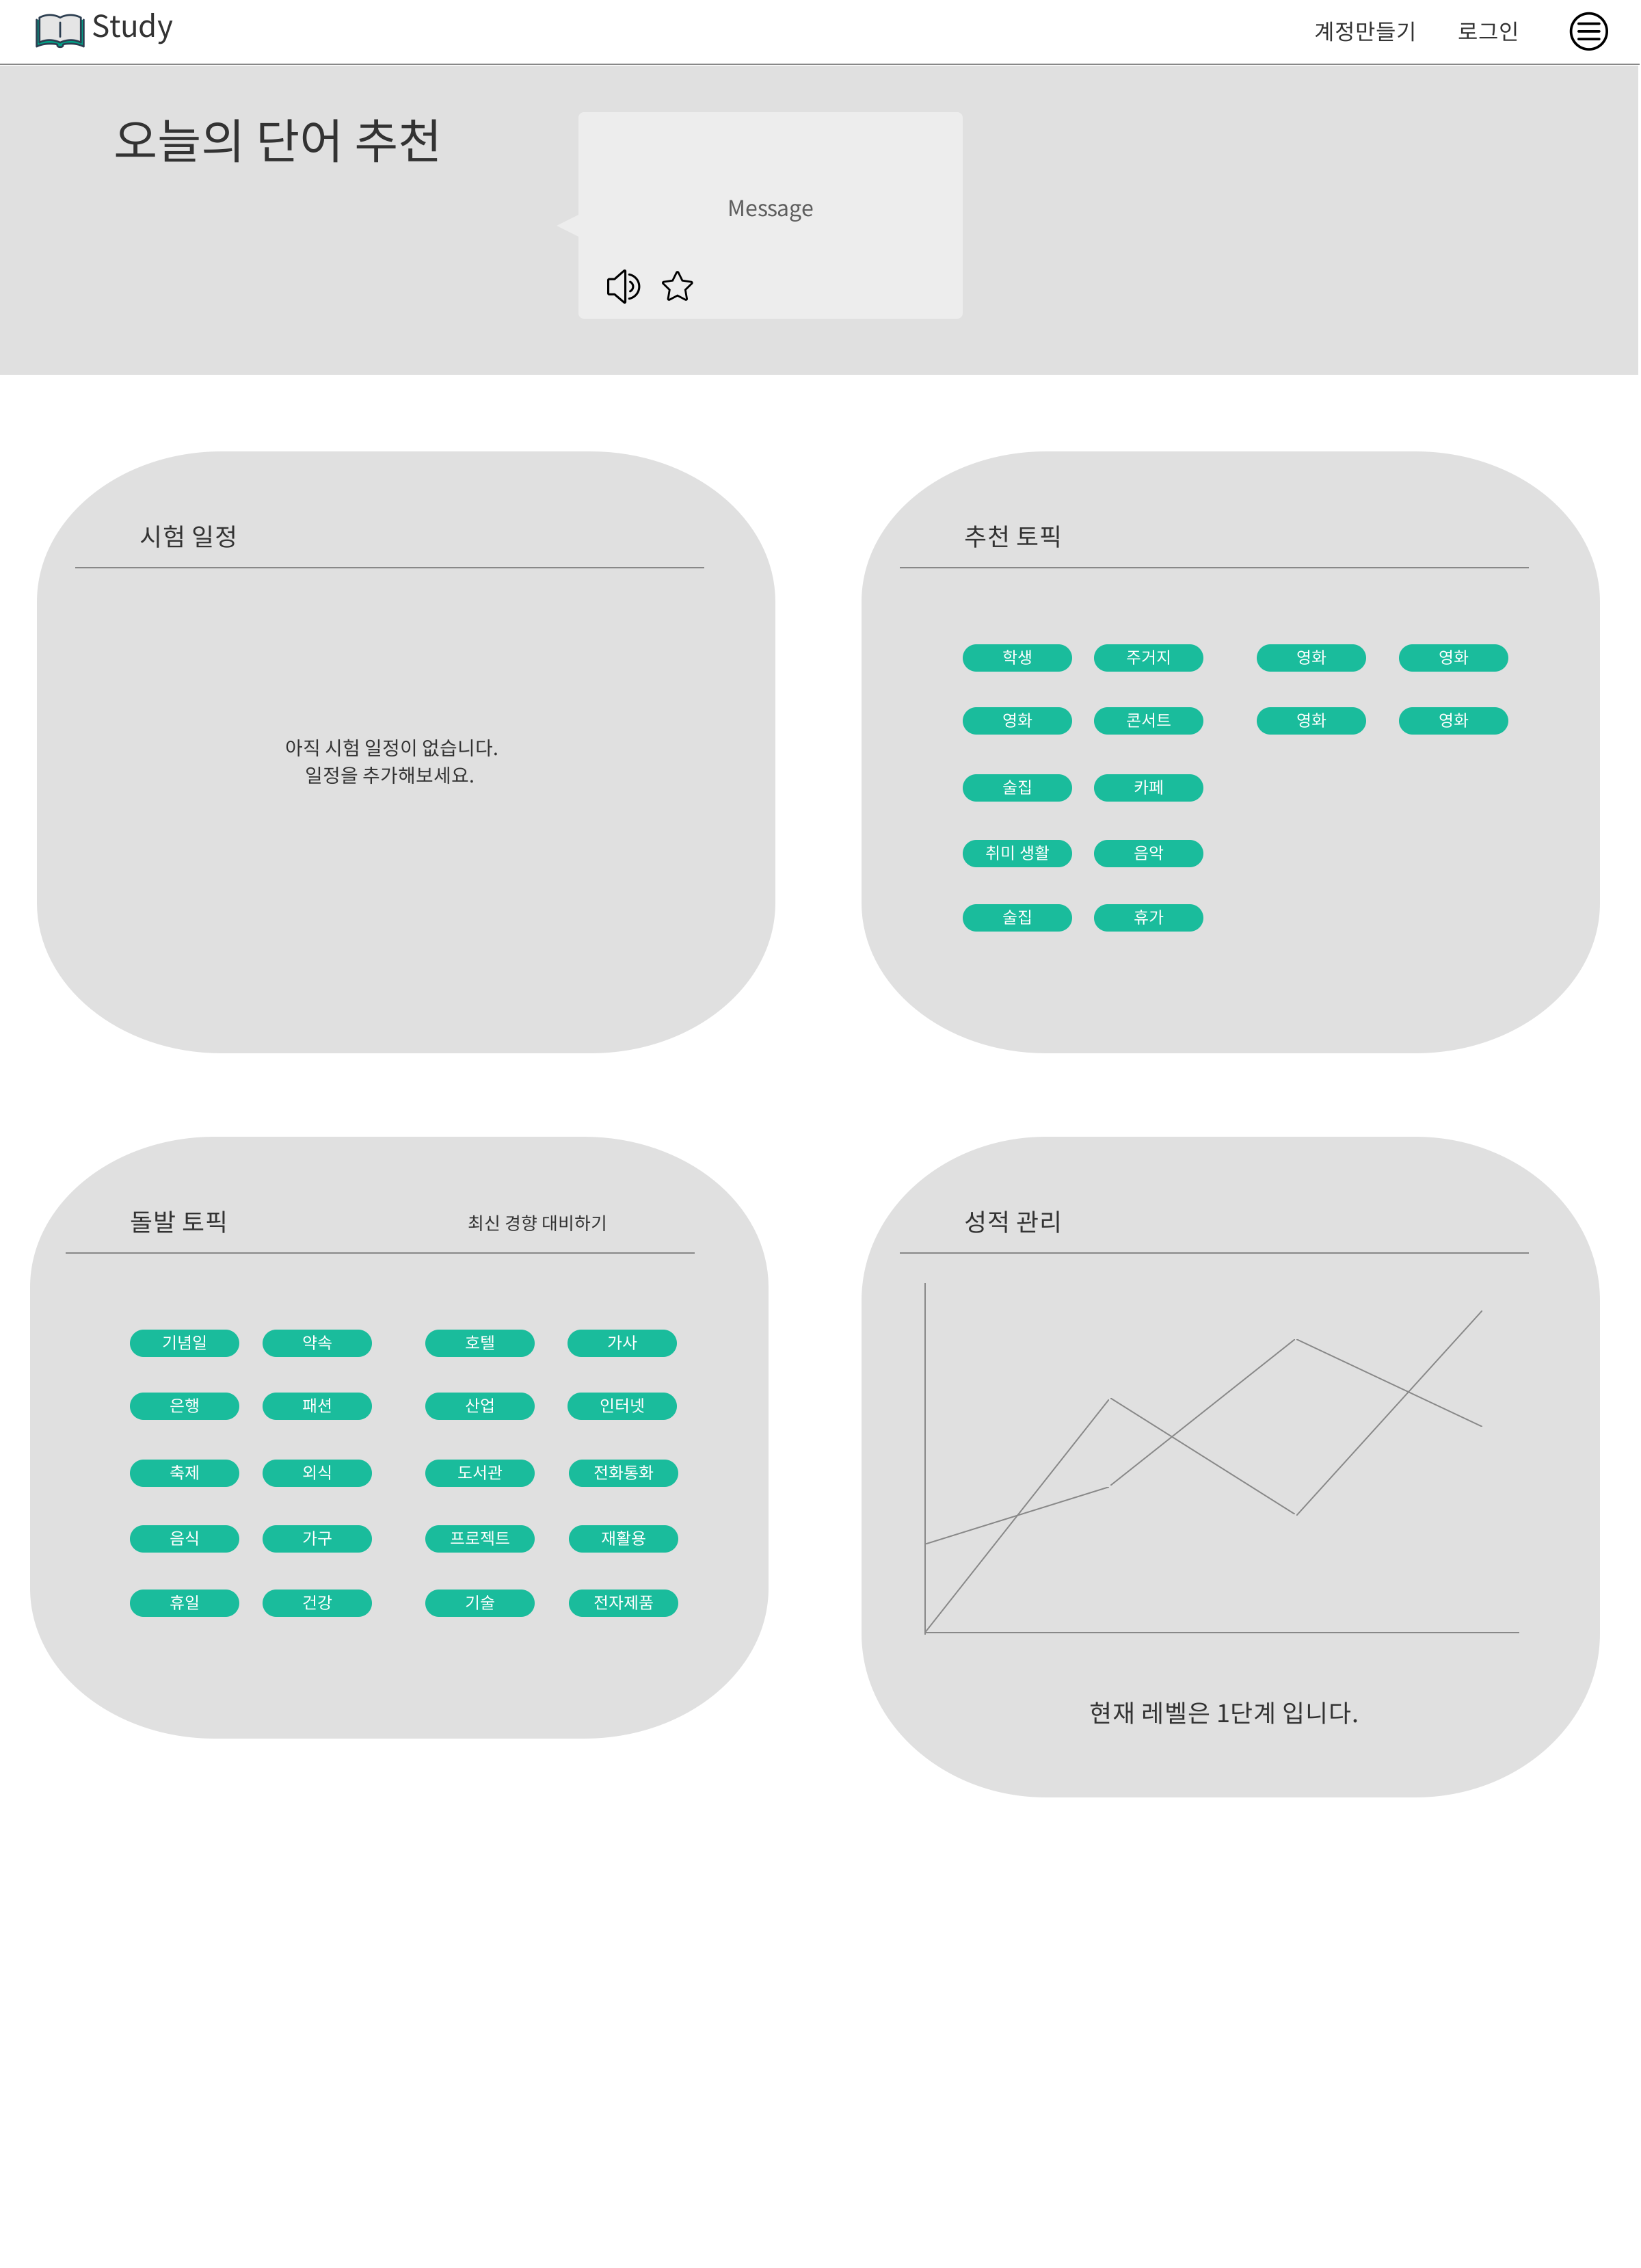 Study
계정만들기
로그인
오늘의 단어 추천
Message
시험 일정
아직 시험 일정이 없습니다.
일정을 추가해보세요.
추천 토픽
학생 주거지 영화 영화
영화 콘서트 영화 영화
술집 카페
취미 생활 음악
술집 휴가
돌발 토픽
최신 경향 대비하기
기념일 약속 호텔 가사
은행 패션 산업 인터넷
축제 외식 도서관 전화통화
음식 가구 프로젝트 재활용
휴일 건강 기술 전자제품
성적 관리
현재 레벨은 1단계 입니다.